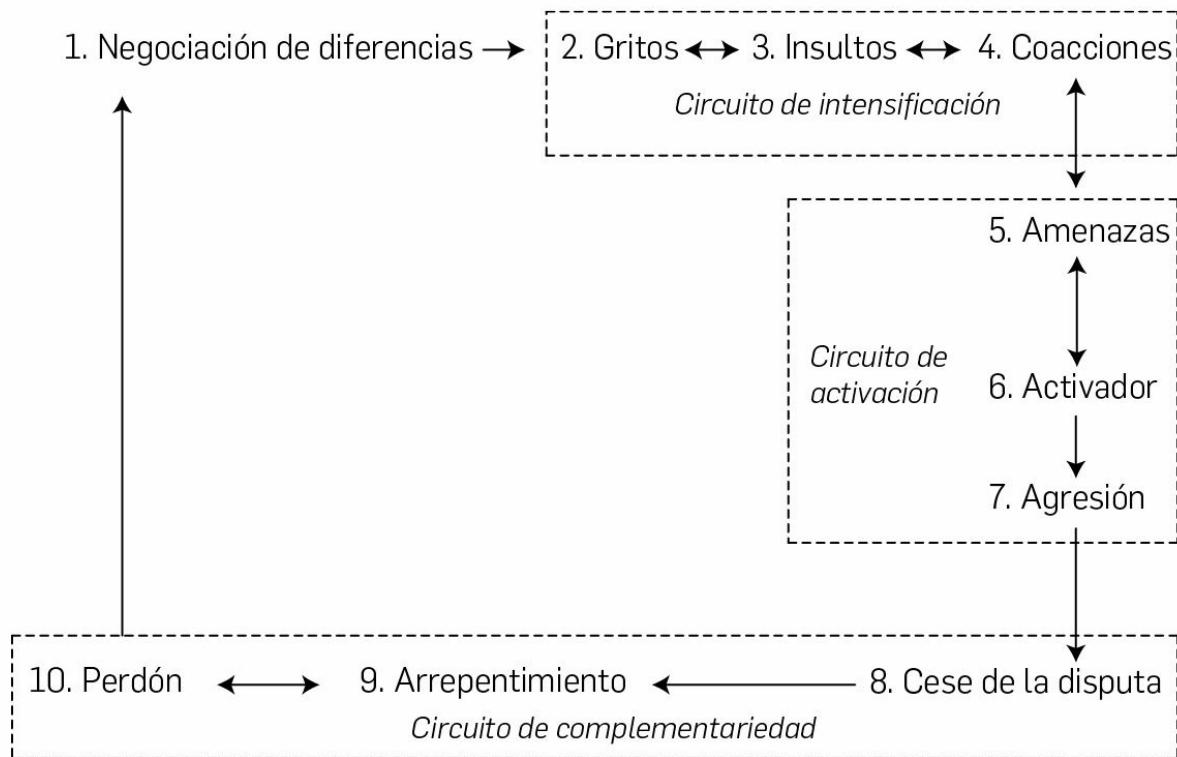 1. Negociación de diferencias
2. Gritos
3. Insultos
4. Coacciones
Circuito de intensificación
5. Amenazas
Circuito de
activación
6. Activador
7. Agresión
10. Perdón
9. Arrepentimiento
8. Cese de la disputa
Circuito de complementariedad